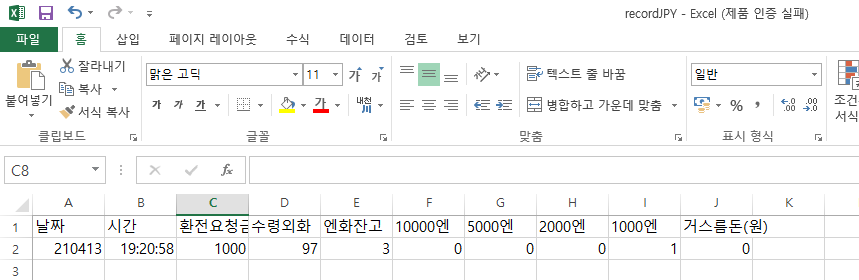 recordJPY - Excel (제품 인증 실패)
파일 홈 삽입 페이지 레이아웃 수식 데이터 검토 보기
붙여넣기
잘라내기
복사
서식 복사
클립보드
맑은 고딕 11 가 가
가 가 가 가 내천 川
글꼴
텍스트 줄 바꿈
병합하고 가운데 맞춤
맞춤
일반
% , ←.0 .00 .00 →.0
표시 형식
조건
서식
C8 fx
A B C D E F G H I J K
1 날짜 시간 환전요청금 수령외화 엔화잔고 10000엔 5000엔 2000엔 1000엔 거스름돈(원)
2 210413 19:20:58 1000 97 3 0 0 0 1 0
3